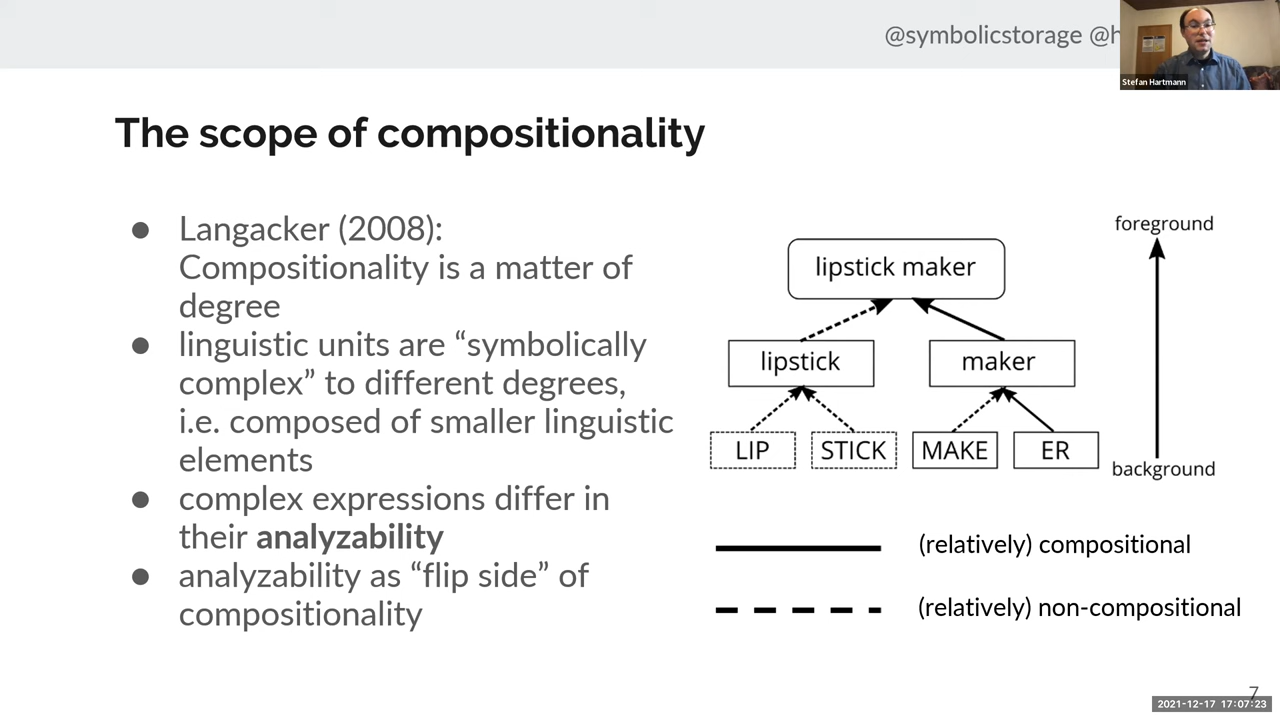 @symbolicstorage @h
Stefan Hartmann
The scope of compositionality
● Langacker (2008):
Compositionality is a matter of
degree
● linguistic units are “symbolically
complex” to different degrees,
i.e. composed of smaller linguistic
elements
● complex expressions differ in
their analyzability
● analyzability as “flip side” of
compositionality
foreground
lipstick maker
lipstick maker
LIP STICK MAKE ER
background
(relatively) compositional
(relatively) non-compositional
7
2021-12-17 17:07:23